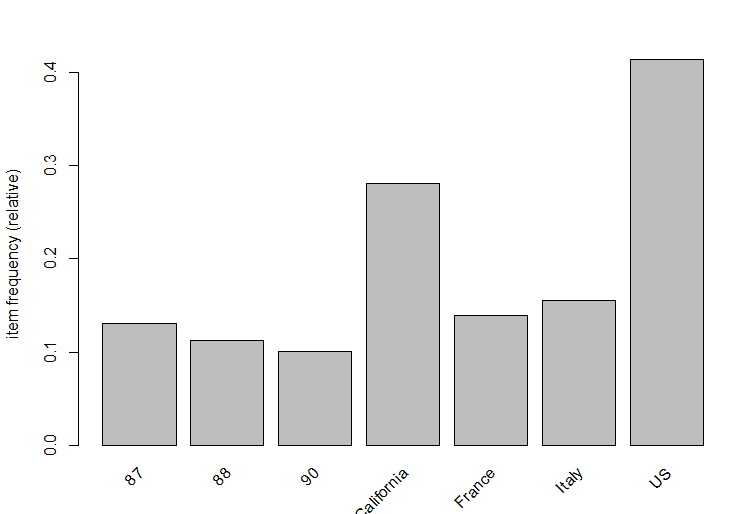 item frequency (relative)
0.4
0.3
0.2
0.1
0.0
87
88
90
California
France
Italy
US